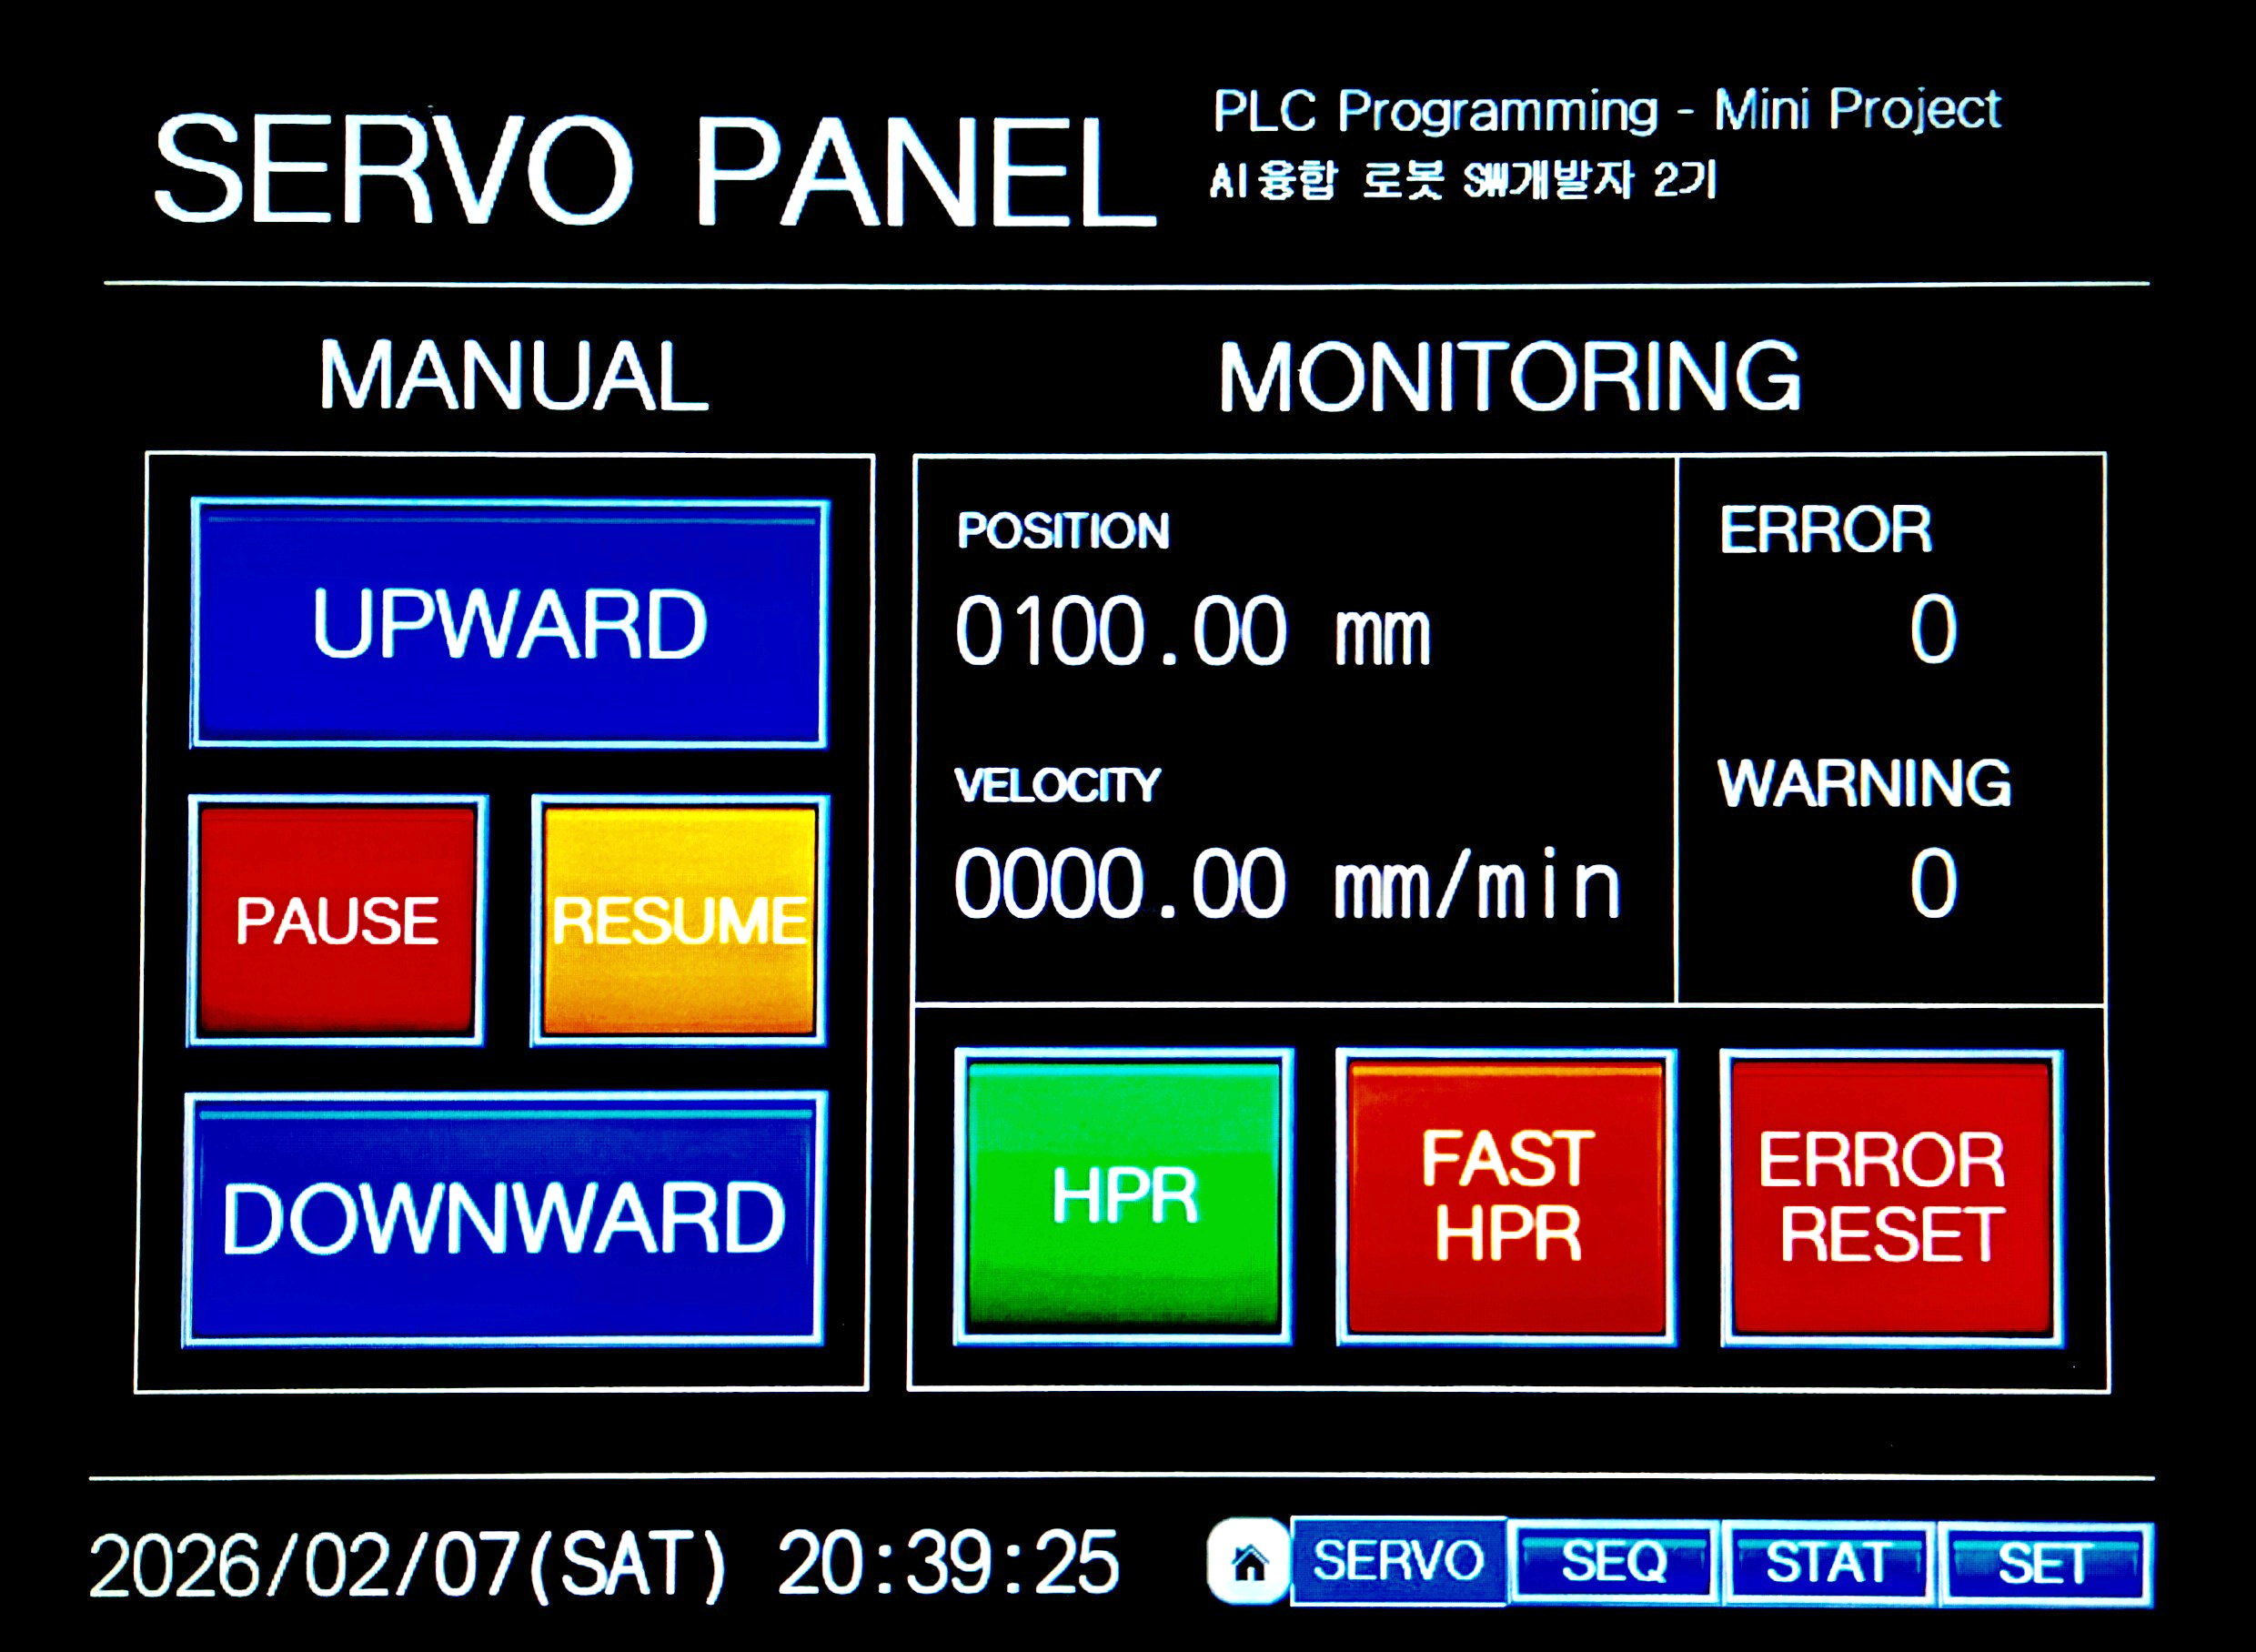 SERVO PANEL
PLC Programming - Mini Project
AI융합 로봇 SW개발자 2기
MANUAL
MONITORING
UPWARD
PAUSE
RESUME
DOWNWARD
POSITION
0100.00 mm
VELOCITY
0000.00 mm/min
ERROR
0
WARNING
0
HPR
FAST
HPR
ERROR
RESET
2026/02/07(SAT) 20:39:25
SERVO
SEQ
STAT
SET